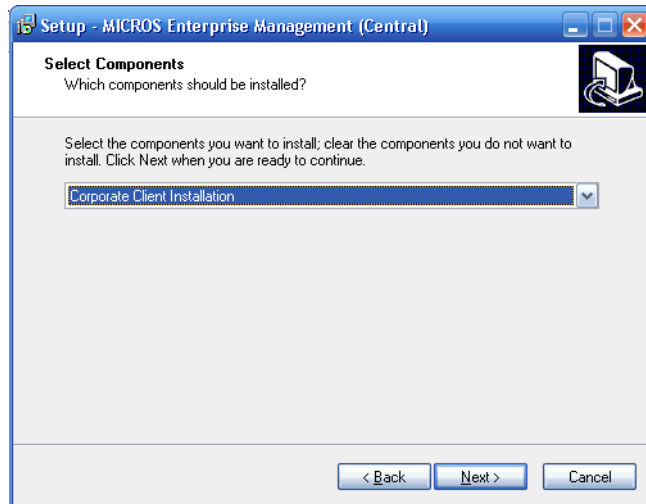 Setup - MICROS Enterprise Management (Central)
Select Components
Which components should be installed?
Select the components you want to install; clear the components you do not want to
install. Click Next when you are ready to continue.
Corporate Client Installation
< Back
Next >
Cancel